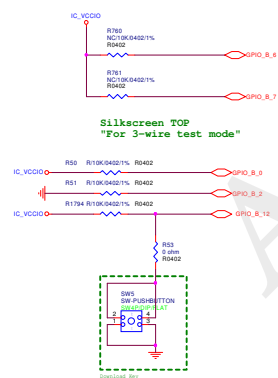 IC_VCCIO
R760
NC/10K/0402/1%
R0402
GPIO_B_6
R761
NC/10K/0402/1%
R0402
GPIO_B_7
Silkscreen TOP
"For 3-wire test mode"
R50 R/10K/0402/1% R0402
IC_VCCIO GPIO_B_0
R51 R/10K/0402/1% R0402
GPIO_B_2
R1794 R/10K/0402/1% R0402
IC_VCCIO GPIO_B_12
R53
0 ohm
R0402
SW5
SW-PUSHBUTTON
2 4
1 3
Download Key